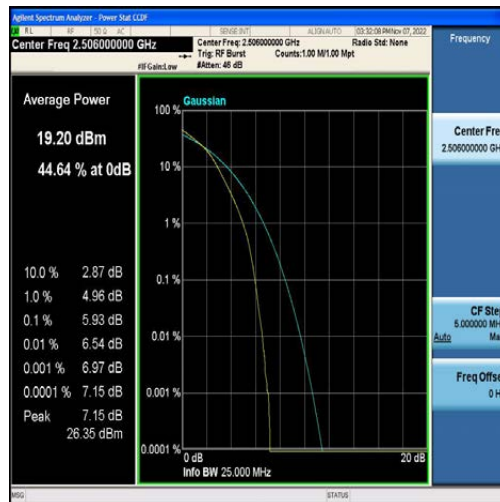 Agilent Spectrum Analyzer - Power Stat CCDF
RL RF 50 Ω AC SENSE:INT ALIGNAUTO 03:32:08 PM Nov 07, 2022
Center Freq 2.506000000 GHz
Center Freq: 2.506000000 GHz
Radio Std: None
Trig: RF Burst
Counts:1.00 M/1.00 Mpt
#IFGain:Low
#Atten: 46 dB
Frequency
Average Power
19.20 dBm
44.64 % at 0dB
10.0 % 2.87 dB
1.0 % 4.96 dB
0.1 % 5.93 dB
0.01 % 6.54 dB
0.001 % 6.97 dB
0.0001 % 7.15 dB
Peak 7.15 dB
26.35 dBm
Gaussian
100 %
10 %
1 %
0.1 %
0.01 %
0.001 %
0.0001 %
0 dB
20 dB
Info BW 25.000 MHz
Center Fre
2.506000000 GH
CF Ste
5.000000 MH
Auto Ma
Freq Offse
0 H
MSG
STATUS